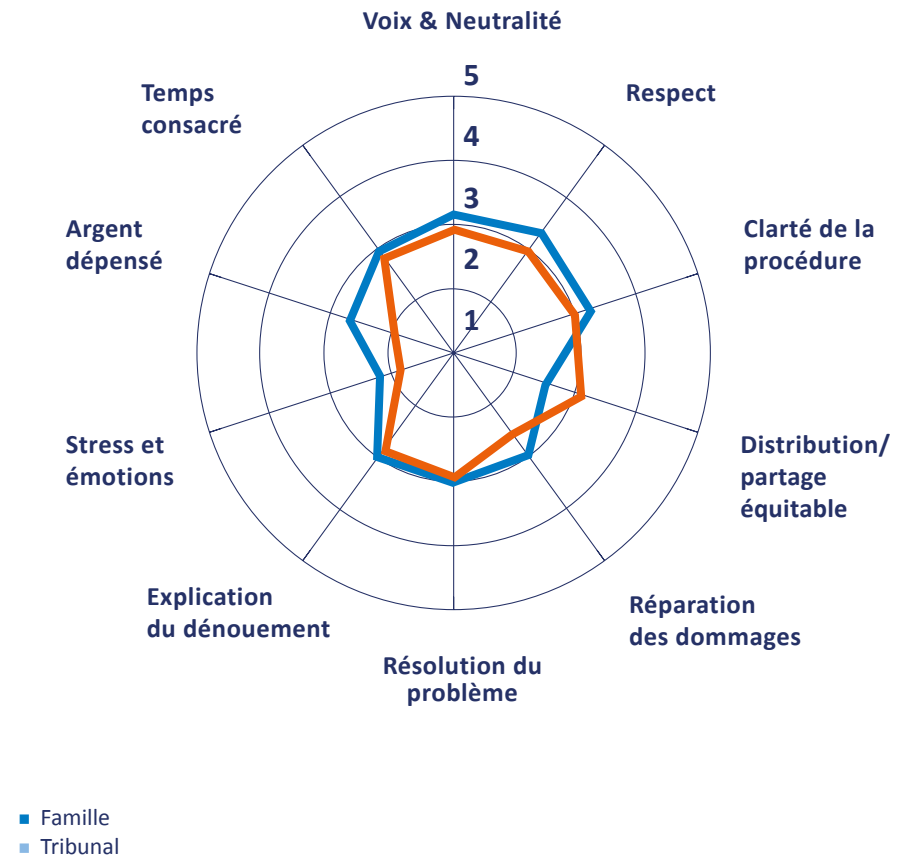 Voix & Neutralité
5
Temps
consacré
Respect
4
3
Argent
dépensé
Clarté de la
procédure
2
1
Stress et
émotions
Distribution/
partage
équitable
Explication
du dénouement
Réparation
des dommages
Résolution du
problème
Famille
Tribunal